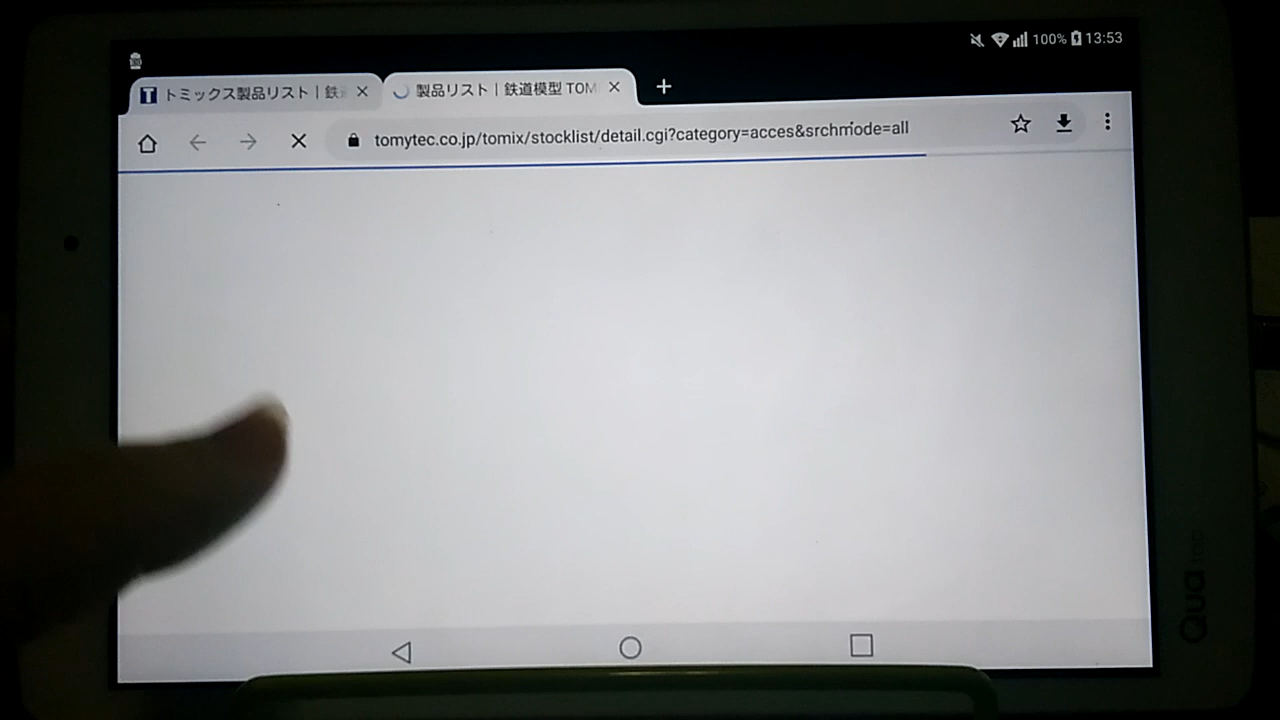 100% 13:53
トミックス製品リスト | 鉄
製品リスト | 鉄道模型 TOM
tomytec.co.jp/tomix/stocklist/detail.cgi?category=acces&srchmode=all
Qua